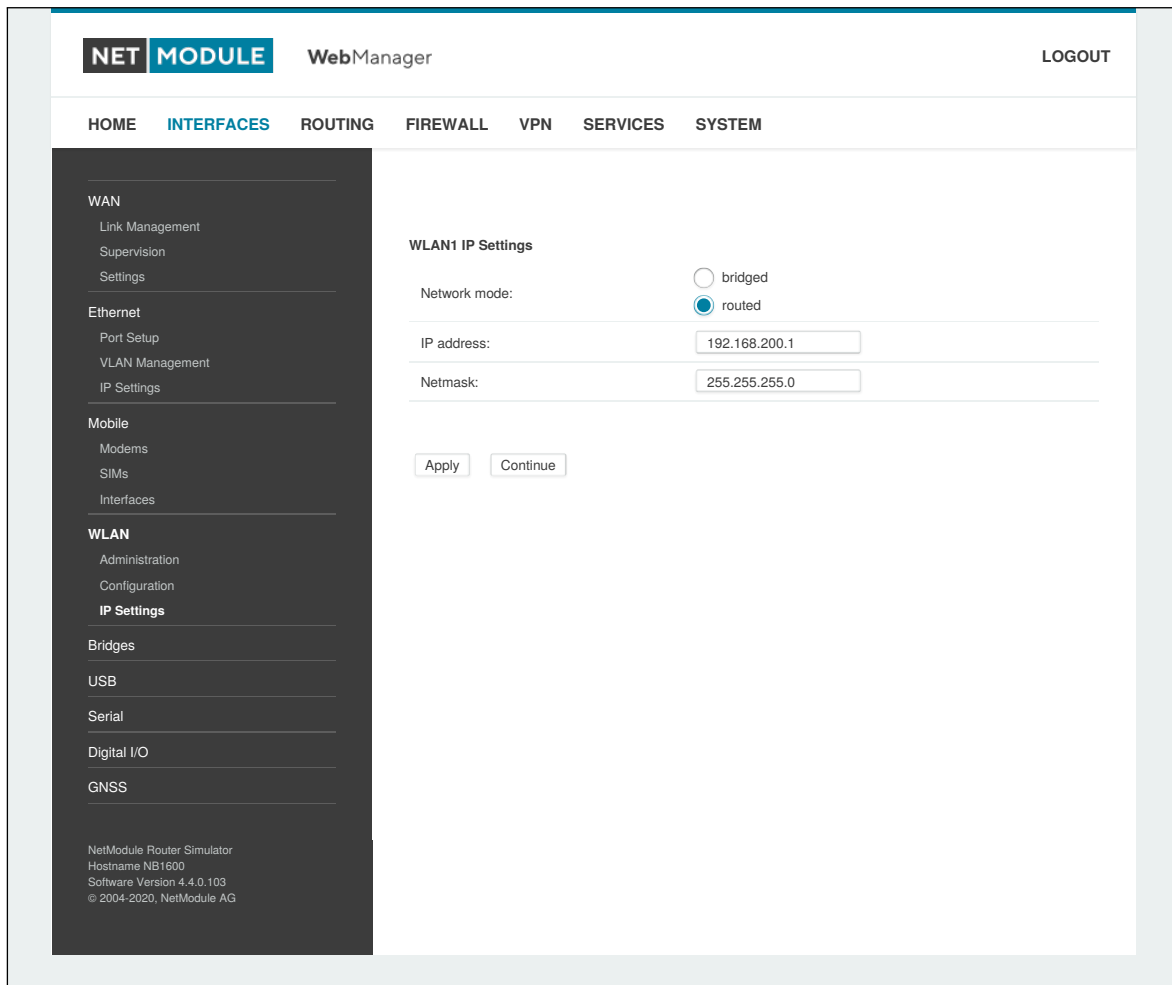 NET MODULE WebManager LOGOUT
HOME INTERFACES ROUTING FIREWALL VPN SERVICES SYSTEM
WAN
Link Management
Supervision
Settings
Ethernet
Port Setup
VLAN Management
IP Settings
Mobile
Modems
SIMs
Interfaces
WLAN
Administration
Configuration
IP Settings
Bridges
USB
Serial
Digital I/O
GNSS
NetModule Router Simulator
Hostname NB1600
Software Version 4.4.0.103
© 2004-2020, NetModule AG
WLAN1 IP Settings
Network mode:
bridged
routed
IP address: 192.168.200.1
Netmask: 255.255.255.0
Apply Continue